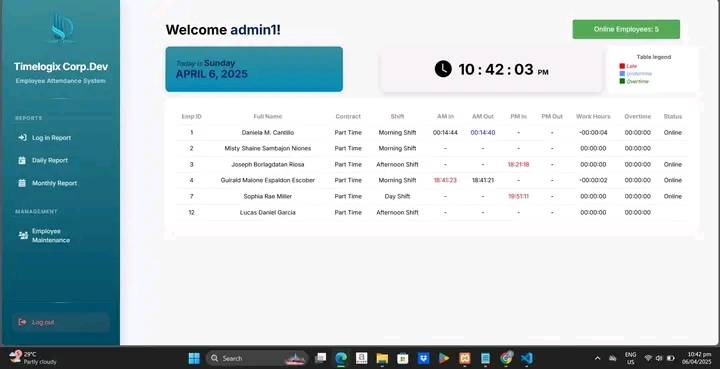 Timelogix Corp.Dev
Employee Attendance System
REPORTS
Log in Report
Daily Report
Monthly Report
MANAGEMENT
Employee
Maintenance
Log out
Welcome admin1!
Online Employees: 5
Today is Sunday
APRIL 6, 2025
10 : 42 : 03 PM
Table legend
Late
Undertime
Overtime
Emp ID Full Name Contract Shift AM In AM Out PM In PM Out Work Hours Overtime Status
1 Daniela M. Cantillo Part Time Morning Shift 00:14:44 00:14:40 - - -00:00:04 00:00:00 Online
2 Misty Shaine Sambajon Niones Part Time Morning Shift - - - - 00:00:00 00:00:00
3 Joseph Borlagdatan Riosa Part Time Afternoon Shift - - 18:21:18 - 00:00:00 00:00:00 Online
4 Guirald Malone Espaldon Escober Part Time Morning Shift 18:41:23 18:41:21 - - -00:00:02 00:00:00 Online
7 Sophia Rae Miller Part Time Day Shift - - 19:51:11 - 00:00:00 00:00:00 Online
12 Lucas Daniel Garcia Part Time Afternoon Shift - - - - 00:00:00 00:00:00
29°C
Partly cloudy
Search
ENG
US
10:42 pm
06/04/2025